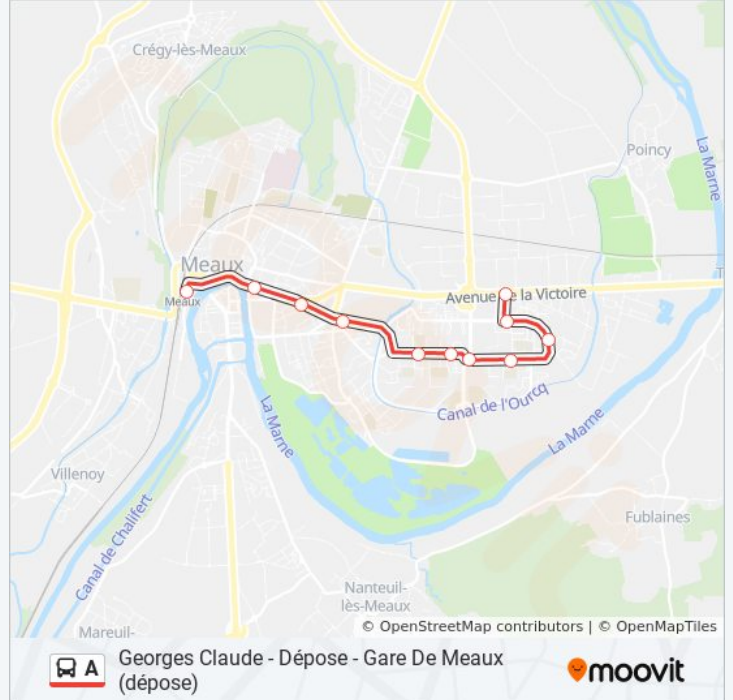 Crégy-lès-Meaux
Poincy
La Marne
Meaux
Meaux
Avenue de la Victoire
T
Canal de l'Ourcq
La Marne
La Marne
Villenoy
Canal de Chalifert
Fublaines
Nanteuil-
lès-Meaux
Mareuil-
© OpenStreetMap contributors | © OpenMapTiles
A
Georges Claude - Dépose - Gare De Meaux
(dépose)
moovit